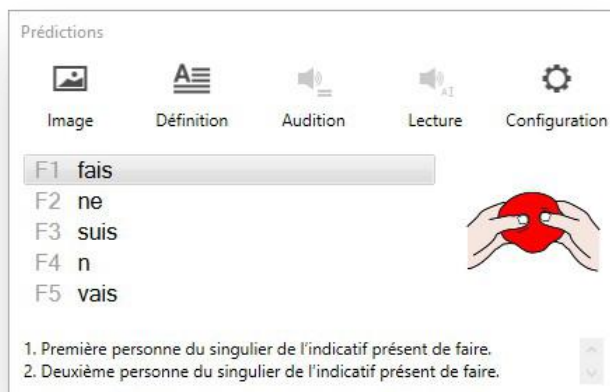 Prédictions
Image Définition Audition Lecture Configuration
F1 fais
F2 ne
F3 suis
F4 n
F5 vais
1. Première personne du singulier de l'indicatif présent de faire.
2. Deuxième personne du singulier de l'indicatif présent de faire.